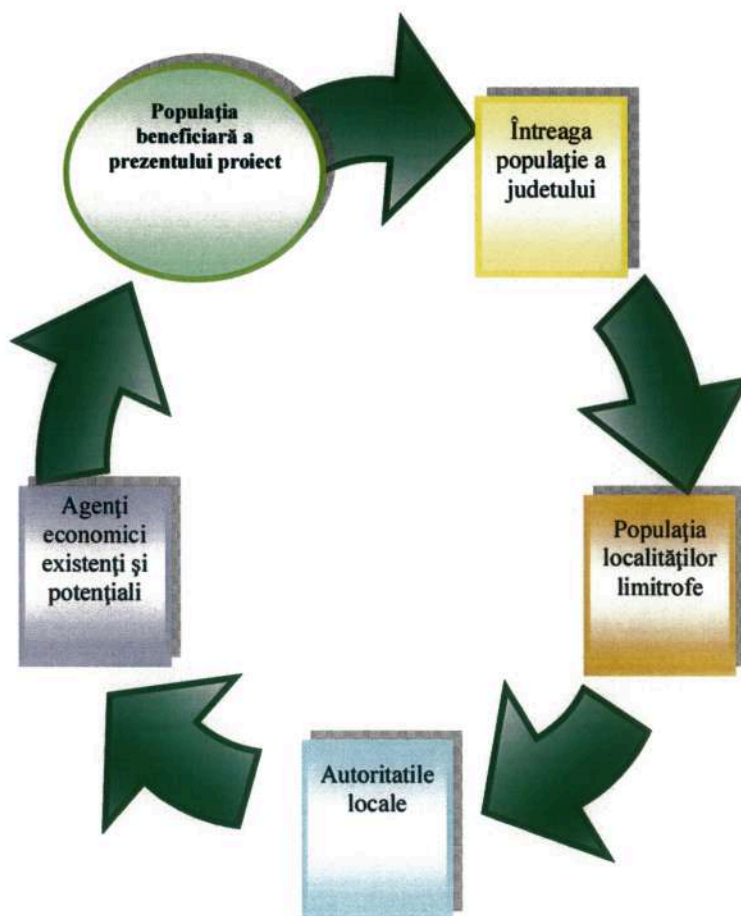 Populaţia
beneficiară a
prezentului proiect
Întreaga
populaţie a
judetului
Populaţia
localităţilor
limitrofe
Autoritatile
locale
Agenţi
economici
existenţi şi
potenţiali